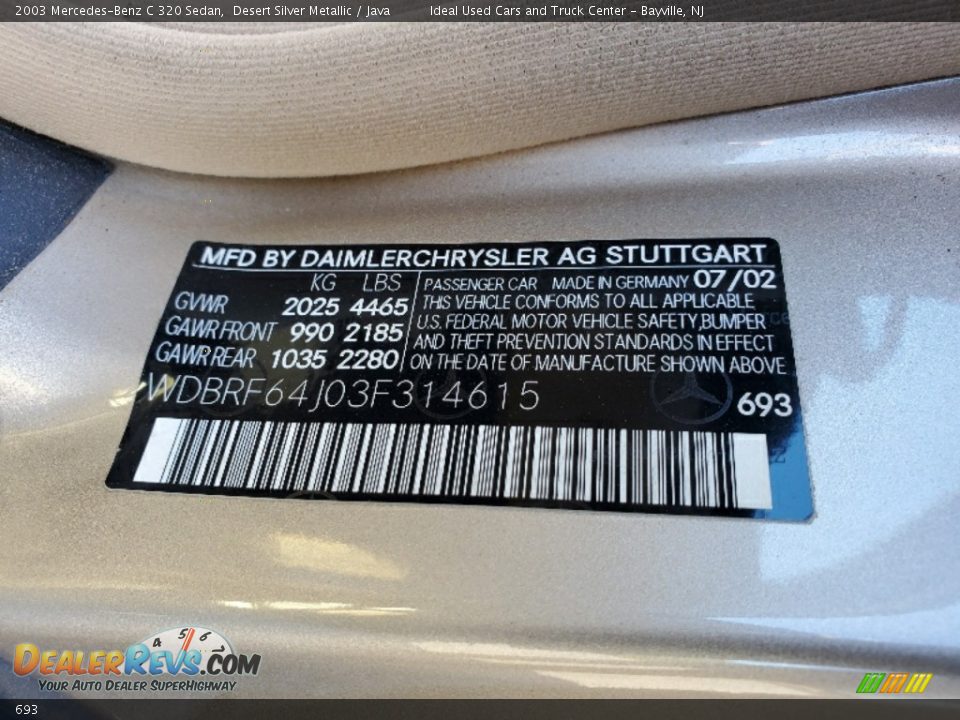 2003 Mercedes-Benz C 320 Sedan, Desert Silver Metallic / Java Ideal Used Cars and Truck Center - Bayville, NJ
MFD BY DAIMLERCHRYSLER AG STUTTGART
KG LBS
GVWR 2025 4465
GAWR FRONT 990 2185
GAWR REAR 1035 2280
PASSENGER CAR MADE IN GERMANY 07/02
THIS VEHICLE CONFORMS TO ALL APPLICABLE
U.S. FEDERAL MOTOR VEHICLE SAFETY, BUMPER
AND THEFT PREVENTION STANDARDS IN EFFECT
ON THE DATE OF MANUFACTURE SHOWN ABOVE
WDBRF64J03F314615
693
4 5 6
DEALERREVS.COM
YOUR AUTO DEALER SUPERHIGHWAY
693